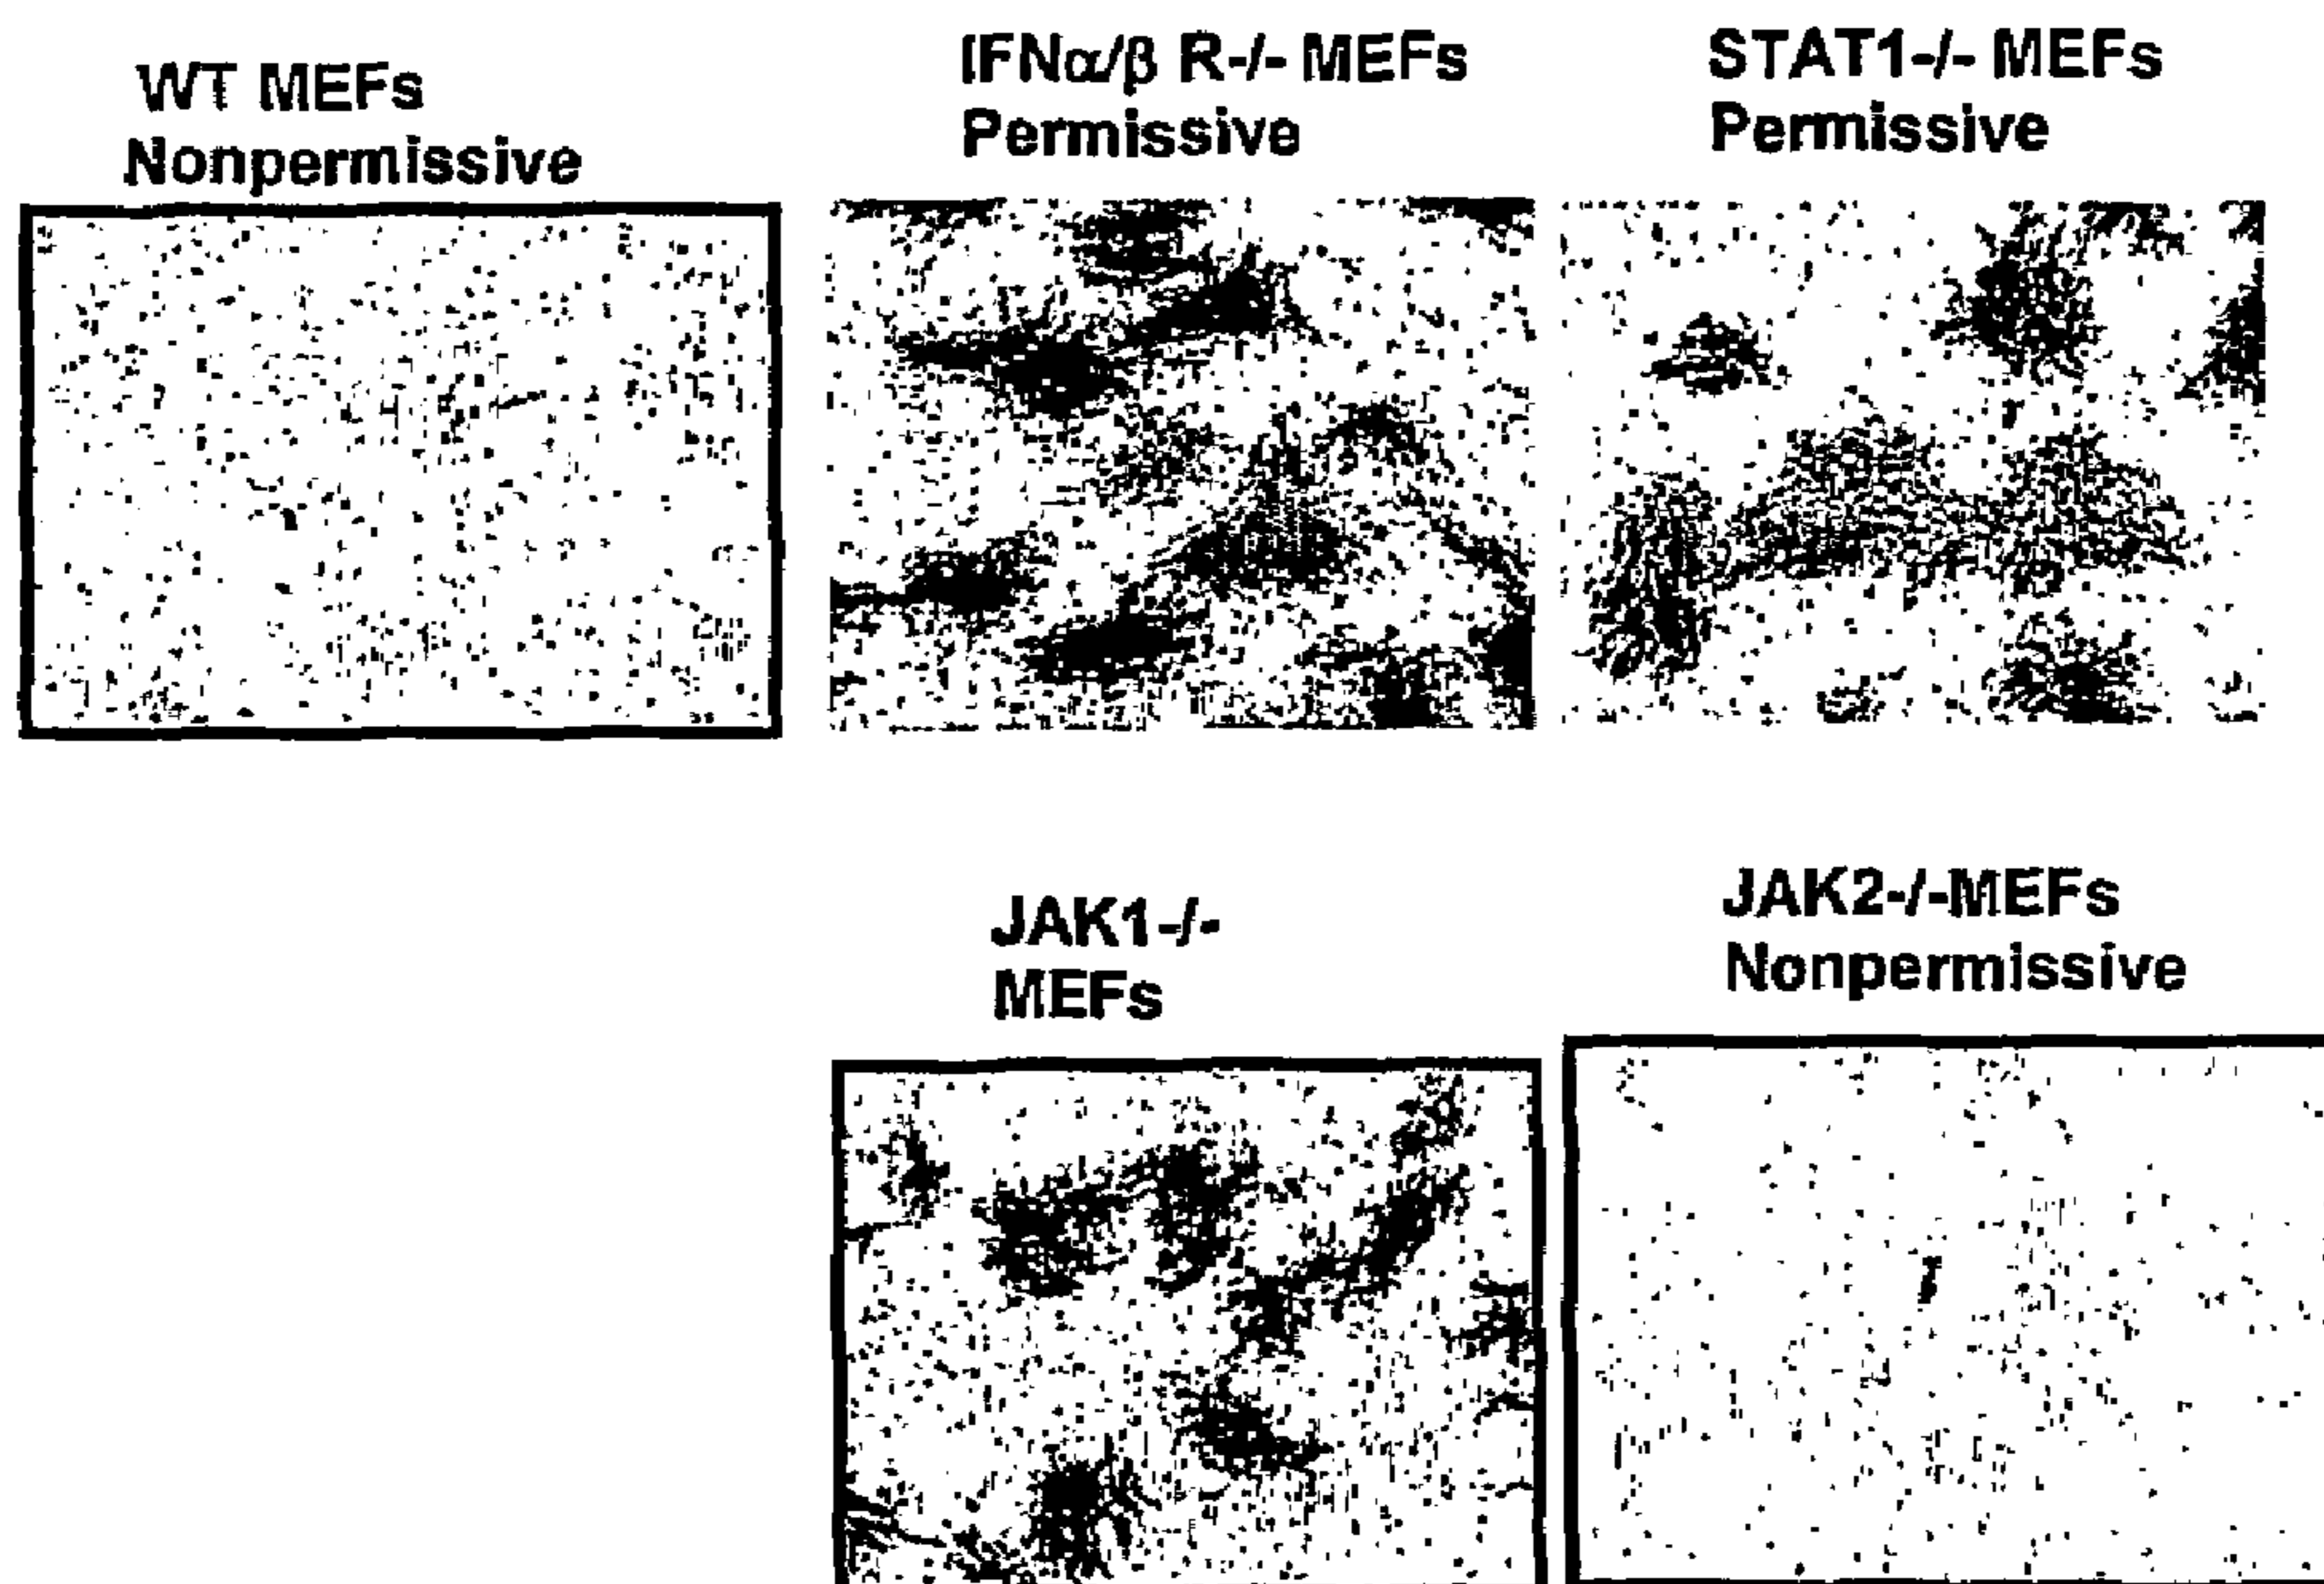 WT MEFs
Nonpermissive
IFNα/β R-/- MEFs
Permissive
STAT1-/- MEFs
Permissive
JAK1-/-
MEFs
JAK2-/-MEFs
Nonpermissive